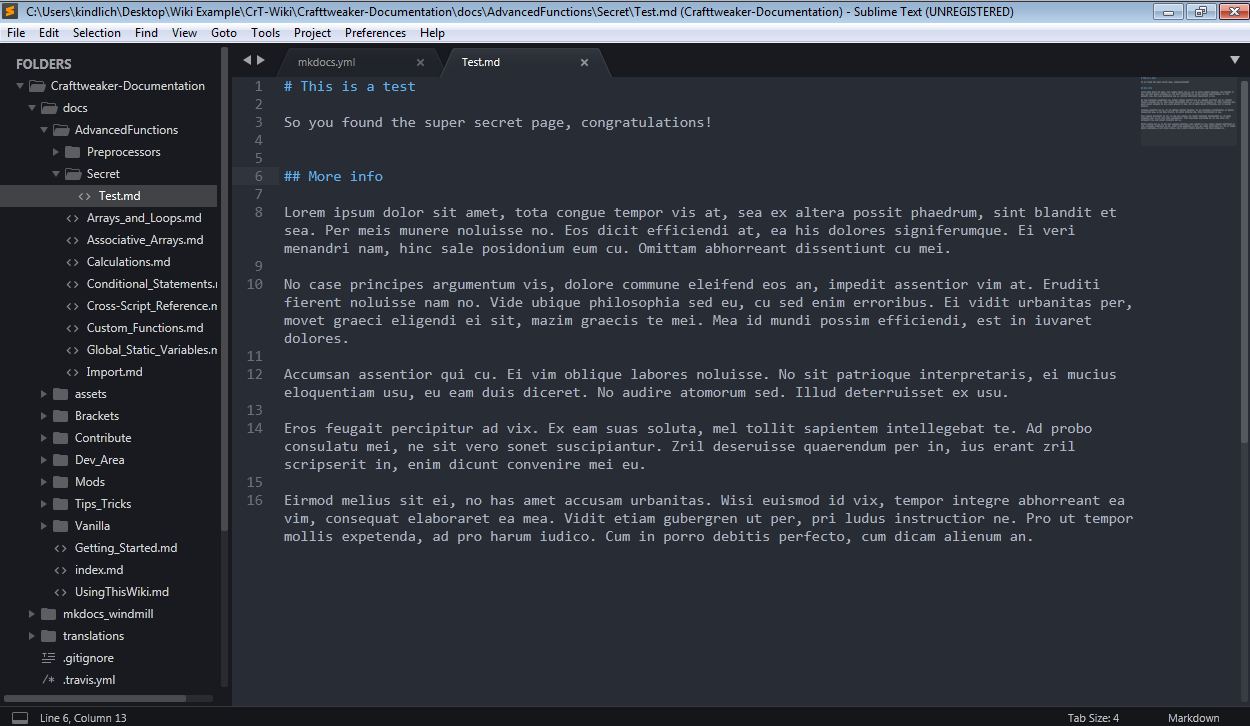 C:\Users\kindlich\Desktop\Wiki Example\CrT-Wiki\Crafttweaker-Documentation\docs\AdvancedFunctions\Secret\Test.md (Crafttweaker-Documentation) - Sublime Text (UNREGISTERED)
File Edit Selection Find View Goto Tools Project Preferences Help
FOLDERS
Crafttweaker-Documentation
docs
AdvancedFunctions
Preprocessors
Secret
Test.md
Arrays_and_Loops.md
Associative_Arrays.md
Calculations.md
Conditional_Statements.
Cross-Script_Reference.m
Custom_Functions.md
Global_Static_Variables.m
Import.md
assets
Brackets
Contribute
Dev_Area
Mods
Tips_Tricks
Vanilla
Getting_Started.md
index.md
UsingThisWiki.md
mkdocs_windmill
translations
.gitignore
/* .travis.yml
mkdocs.yml
Test.md
1 # This is a test
2
3 So you found the super secret page, congratulations!
4
5
6 ## More info
7
8 Lorem ipsum dolor sit amet, tota congue tempor vis at, sea ex altera possit phaedrum, sint blandit et
sea. Per meis munere noluisse no. Eos dicit efficiendi at, ea his dolores signiferumque. Ei veri
menandri nam, hinc sale posidonium eum cu. Omittam abhorreant dissentiunt cu mei.
9
10 No case principes argumentum vis, dolore commune eleifend eos an, impedit assentior vim at. Eruditi
fierent noluisse nam no. Vide ubique philosophia sed eu, cu sed enim erroribus. Ei vidit urbanitas per,
movet graeci eligendi ei sit, mazim graecis te mei. Mea id mundi possim efficiendi, est in iuvaret
dolores.
11
12 Accumsan assentior qui cu. Ei vim oblique labores noluisse. No sit patrioque interpretaris, ei mucius
eloquentiam usu, eu eam duis diceret. No audire atomorum sed. Illud deterruisset ex usu.
13
14 Eros feugait percipitur ad vix. Ex eam suas soluta, mel tollit sapientem intellegebat te. Ad probo
consulatu mei, ne sit vero sonet suscipiantur. Zril deseruisse quaerendum per in, ius erant zril
scripserit in, enim dicunt convenire mei eu.
15
16 Eirmod melius sit ei, no has amet accusam urbanitas. Wisi euismod id vix, tempor integre abhorreant ea
vim, consequat elaboraret ea mea. Vidit etiam gubergren ut per, pri ludus instructior ne. Pro ut tempor
mollis expetenda, ad pro harum iudico. Cum in porro debitis perfecto, cum dicam alienum an.
Line 6, Column 13
Tab Size: 4
Markdown